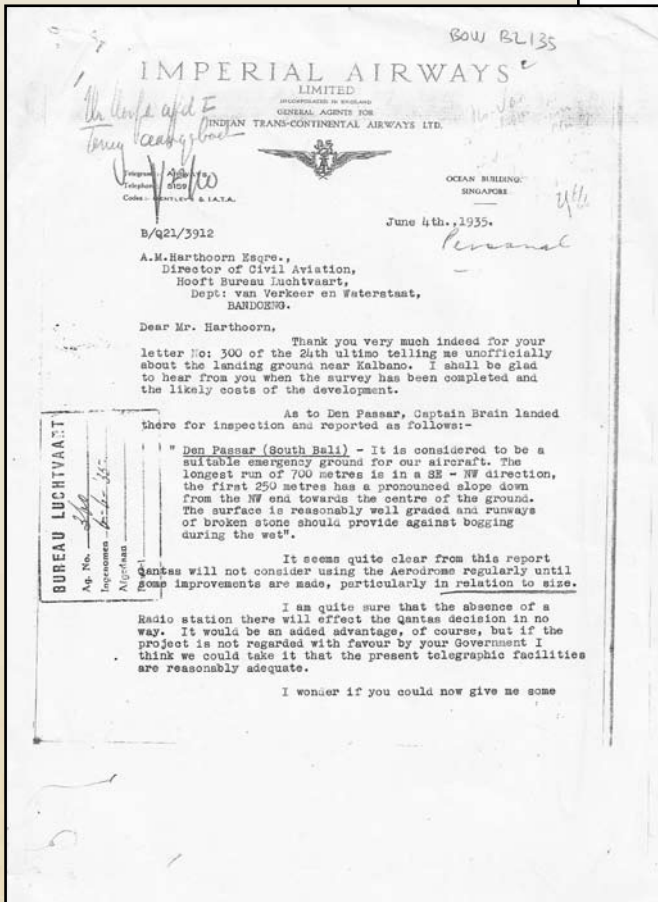 BOW BZ135
IMPERIAL AIRWAYS
LIMITED
INCORPORATED IN ENGLAND
GENERAL AGENTS FOR
INDIAN TRANS-CONTINENTAL AIRWAYS LTD.
Telephone 5109
Codes BENTLEY'S & I.A.T.A.
OCEAN BUILDING.
SINGAPORE
June 4th.,1935.
Personal
B/Q21/3912
A.M.Harthoorn Esqre.,
Director of Civil Aviation,
Hooft Bureau Luchtvaart,
Dept: van Verkeer en Waterstaat,
BANDOENG.
Dear Mr. Harthoorn,
Thank you very much indeed for your
letter No: 300 of the 24th ultimo telling me unofficially
about the landing ground near Kalbano. I shall be glad
to hear from you when the survey has been completed and
the likely costs of the development.
As to Den Passar, Captain Brain landed
there for inspection and reported as follows:-
" Den Passar (South Bali) - It is considered to be a
suitable emergency ground for our aircraft. The
longest run of 700 metres is in a SE - NW direction,
the first 250 metres has a pronounced slope down
from the NW end towards the centre of the ground.
The surface is reasonably well graded and runways
of broken stone should provide against bogging
during the wet".
It seems quite clear from this report
Qantas will not consider using the Aerodrome regularly until
some improvements are made, particularly in relation to size.
I am quite sure that the absence of a
Radio station there will effect the Qantas decision in no
way. It would be an added advantage, of course, but if the
project is not regarded with favour by your Government I
think we could take it that the present telegraphic facilities
are reasonably adequate.
I wonder if you could now give me some
BUREAU LUCHTVAART
Ag. No.
Ingenomen
Afgedaan